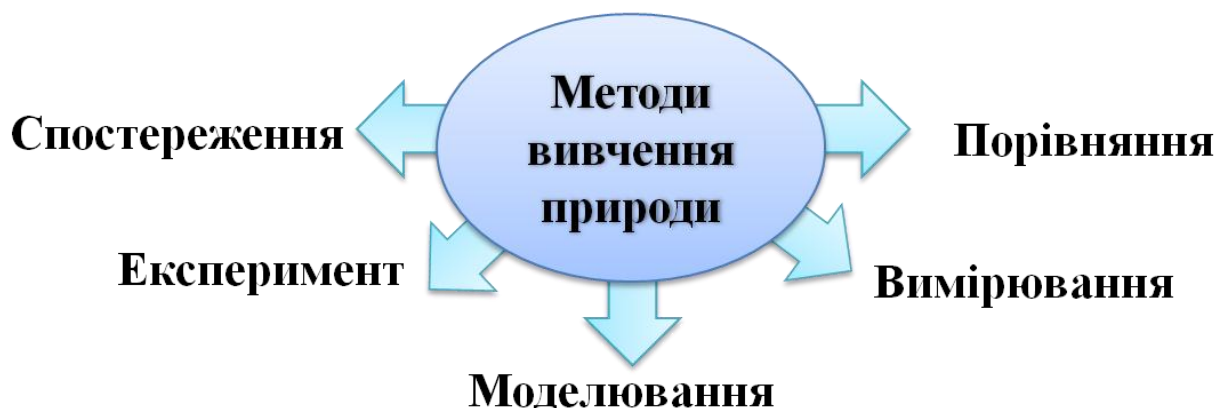 Методи
вивчення
природи
Спостереження
Порівняння
Експеримент
Вимірювання
Моделювання